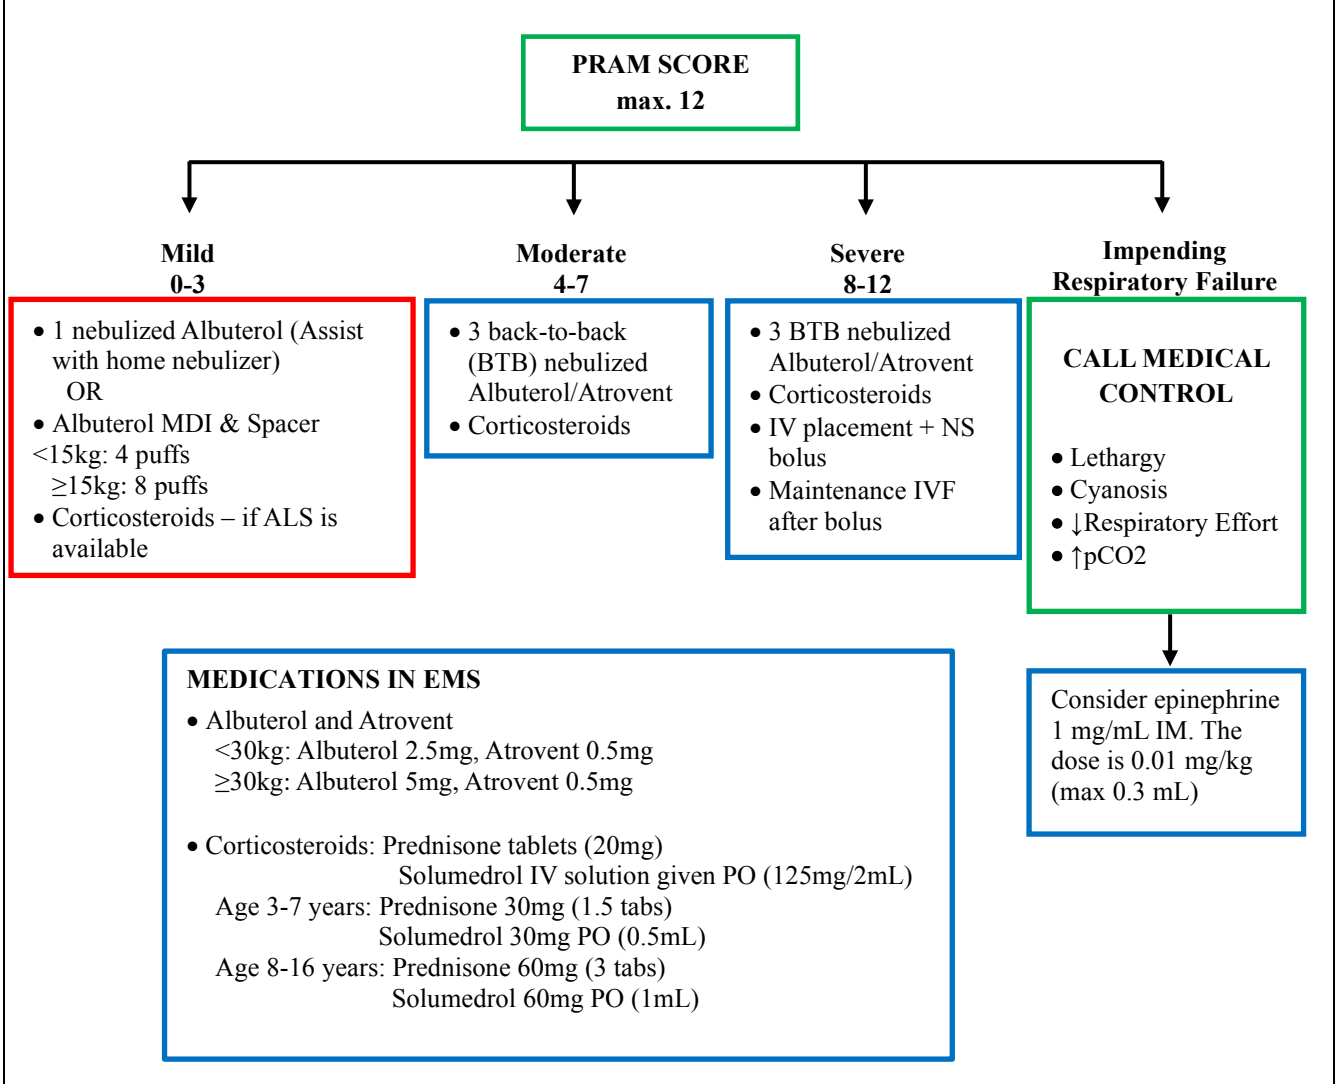 PRAM SCORE
max. 12
Mild
0-3
• 1 nebulized Albuterol (Assist
with home nebulizer)
OR
• Albuterol MDI & Spacer
<15kg: 4 puffs
≥15kg: 8 puffs
• Corticosteroids – if ALS is
available
Moderate
4-7
• 3 back-to-back
(BTB) nebulized
Albuterol/Atrovent
• Corticosteroids
Severe
8-12
• 3 BTB nebulized
Albuterol/Atrovent
• Corticosteroids
• IV placement + NS
bolus
• Maintenance IVF
after bolus
Impending
Respiratory Failure
CALL MEDICAL
CONTROL
• Lethargy
• Cyanosis
• ↓Respiratory Effort
• ↑pCO2
Consider epinephrine
1 mg/mL IM. The
dose is 0.01 mg/kg
(max 0.3 mL)
MEDICATIONS IN EMS
• Albuterol and Atrovent
<30kg: Albuterol 2.5mg, Atrovent 0.5mg
≥30kg: Albuterol 5mg, Atrovent 0.5mg
• Corticosteroids: Prednisone tablets (20mg)
Solumedrol IV solution given PO (125mg/2mL)
Age 3-7 years: Prednisone 30mg (1.5 tabs)
Solumedrol 30mg PO (0.5mL)
Age 8-16 years: Prednisone 60mg (3 tabs)
Solumedrol 60mg PO (1mL)